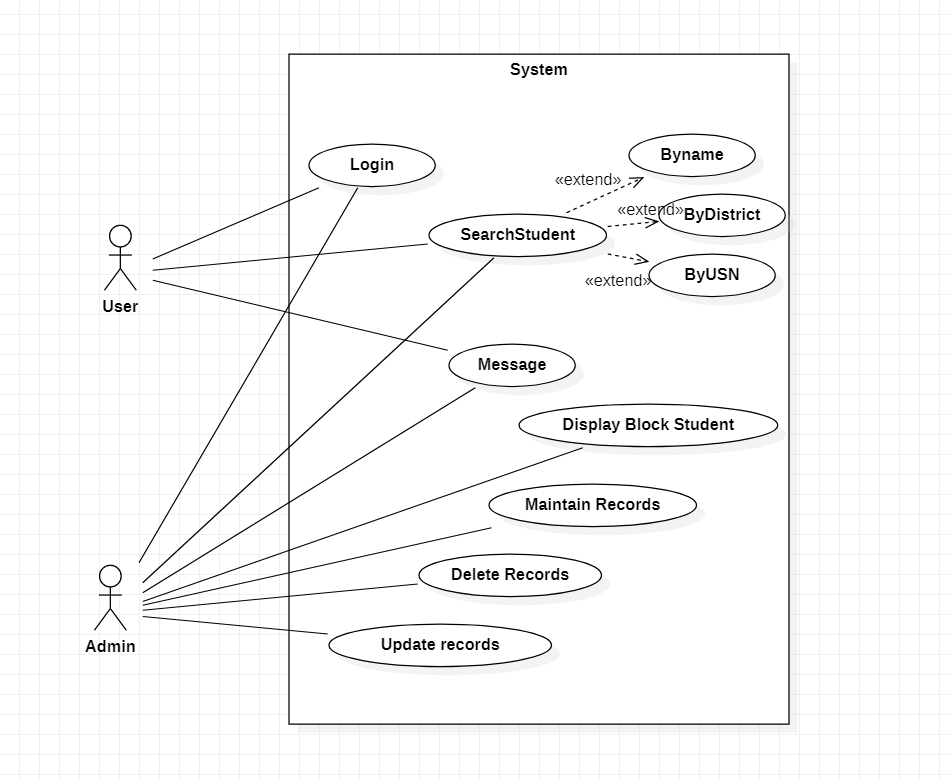 System
Login
Byname
«extend»
«extend»
ByDistrict
SearchStudent
«extend»
ByUSN
User
Message
Display Block Student
Maintain Records
Delete Records
Admin
Update records